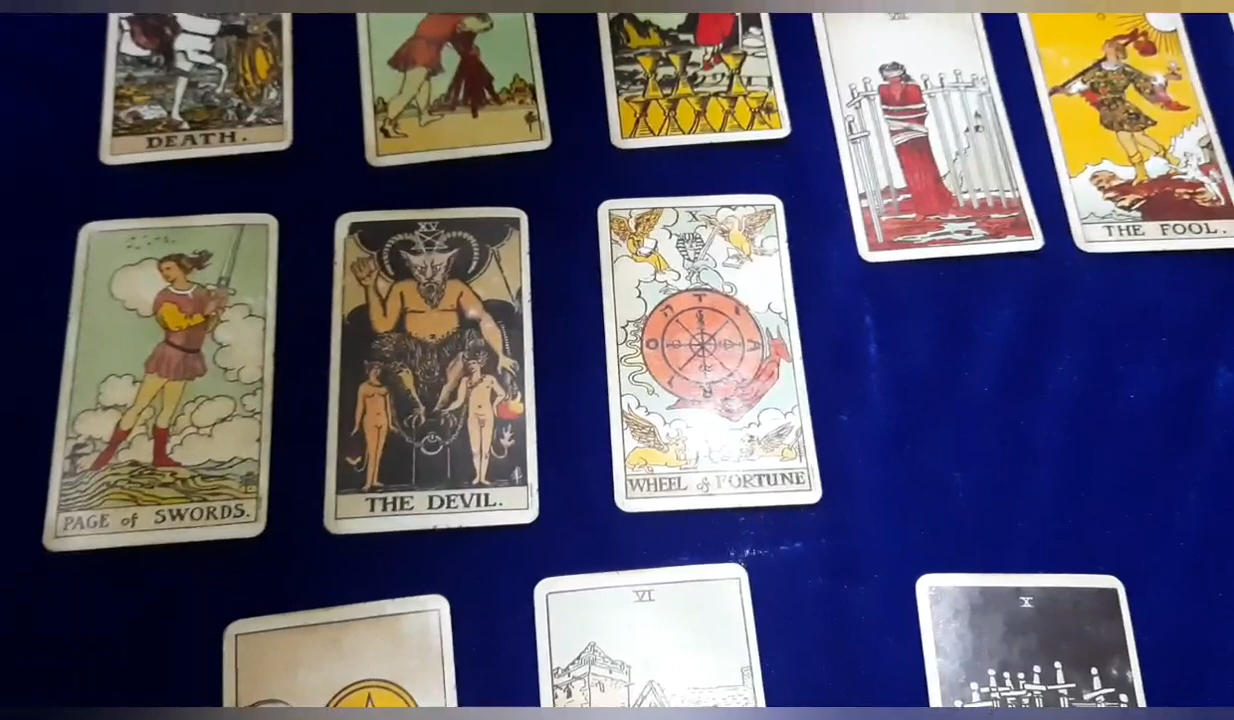 DEATH.
THE FOOL.
XV
X
PAGE of SWORDS.
THE DEVIL.
WHEEL of FORTUNE
VI
X